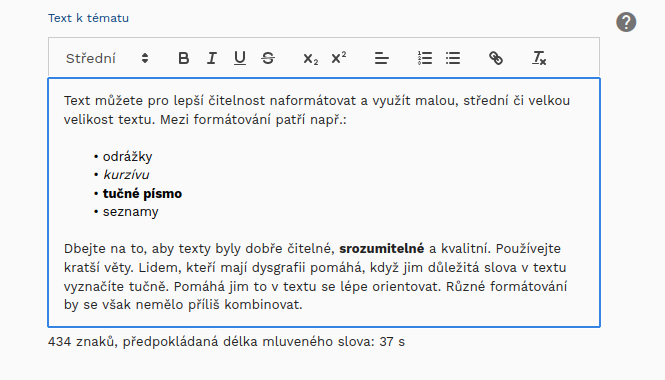 Text k tématu
?
Střední B I U S x₂ x² Tx
Text můžete pro lepší čitelnost naformátovat a využít malou, střední či velkou
velikost textu. Mezi formátování patří např.:
• odrážky
• kurzívu
• tučné písmo
• seznamy
Dbejte na to, aby texty byly dobře čitelné, srozumitelné a kvalitní. Používejte
kratší věty. Lidem, kteří mají dysgrafii pomáhá, když jim důležitá slova v textu
vyznačíte tučně. Pomáhá jim to v textu se lépe orientovat. Různé formátování
by se však nemělo příliš kombinovat.
434 znaků, předpokládaná délka mluveného slova: 37 s